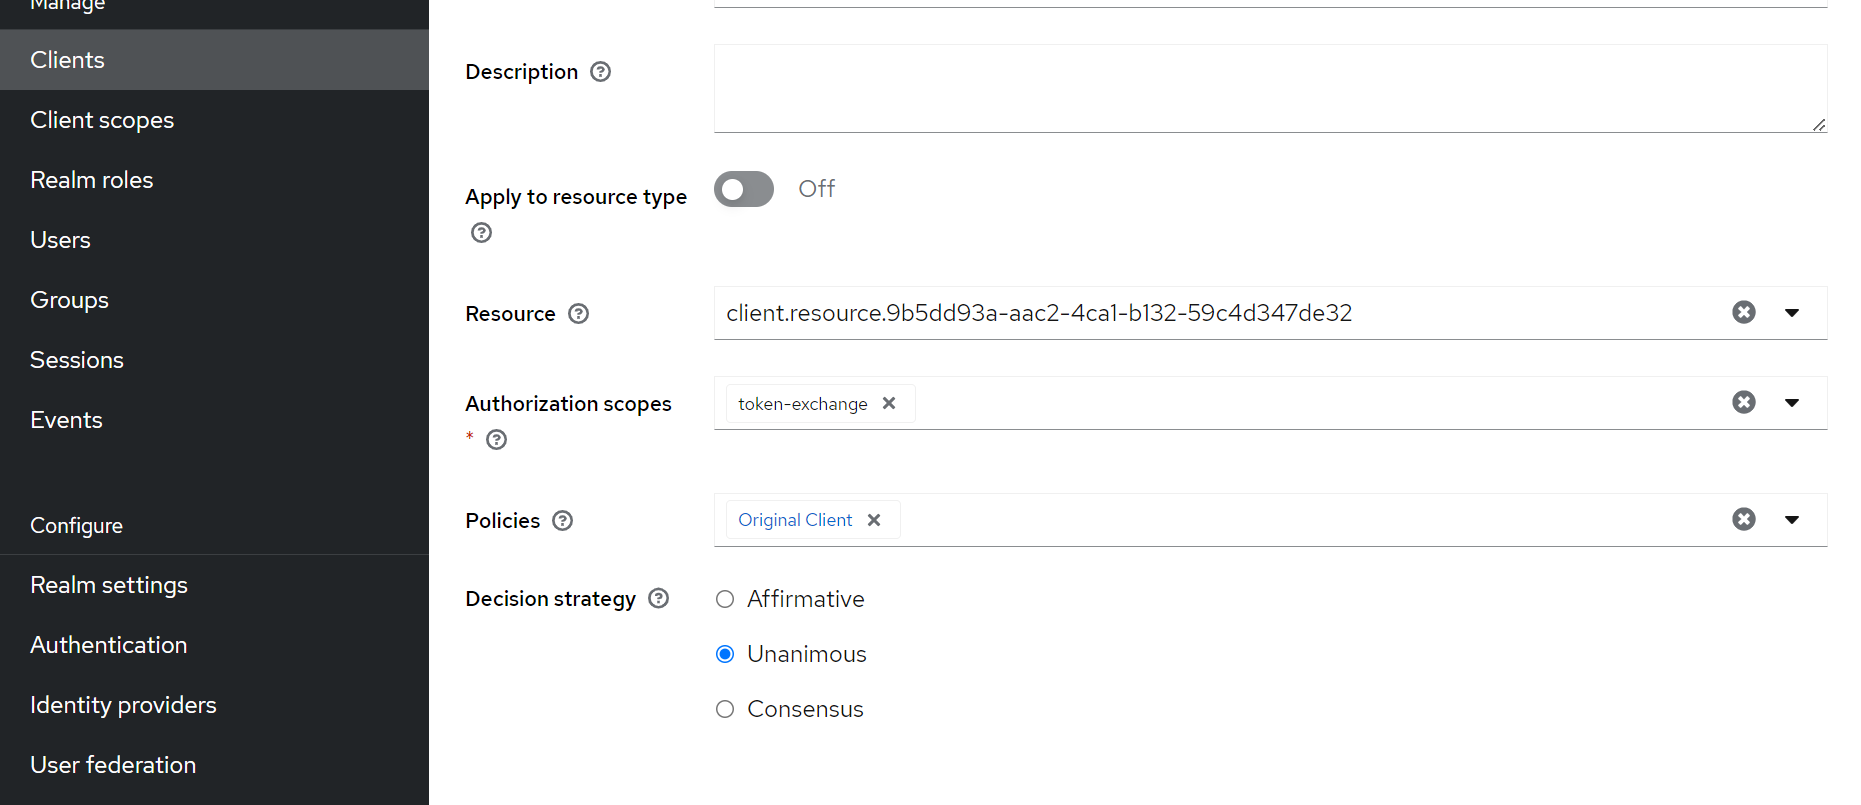 Manage
Clients
Client scopes
Realm roles
Users
Groups
Sessions
Events
Configure
Realm settings
Authentication
Identity providers
User federation
Description
Apply to resource type
Off
Resource
client.resource.9b5dd93a-aac2-4ca1-b132-59c4d347de32
Authorization scopes
*
token-exchange
Policies
Original Client
Decision strategy
Affirmative
Unanimous
Consensus